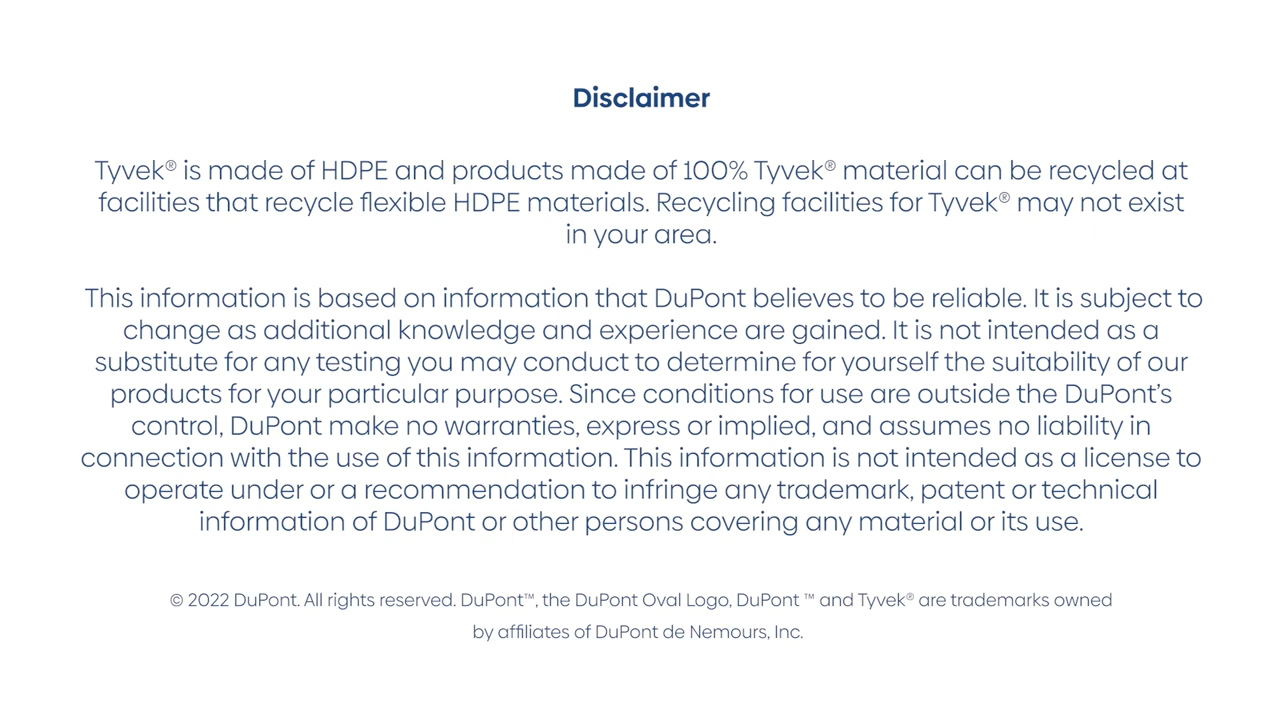 Disclaimer
Tyvek® is made of HDPE and products made of 100% Tyvek® material can be recycled at
facilities that recycle flexible HDPE materials. Recycling facilities for Tyvek® may not exist
in your area.
This information is based on information that DuPont believes to be reliable. It is subject to
change as additional knowledge and experience are gained. It is not intended as a
substitute for any testing you may conduct to determine for yourself the suitability of our
products for your particular purpose. Since conditions for use are outside the DuPont’s
control, DuPont make no warranties, express or implied, and assumes no liability in
connection with the use of this information. This information is not intended as a license to
operate under or a recommendation to infringe any trademark, patent or technical
information of DuPont or other persons covering any material or its use.
© 2022 DuPont. All rights reserved. DuPont™, the DuPont Oval Logo, DuPont ™ and Tyvek® are trademarks owned
by affiliates of DuPont de Nemours, Inc.